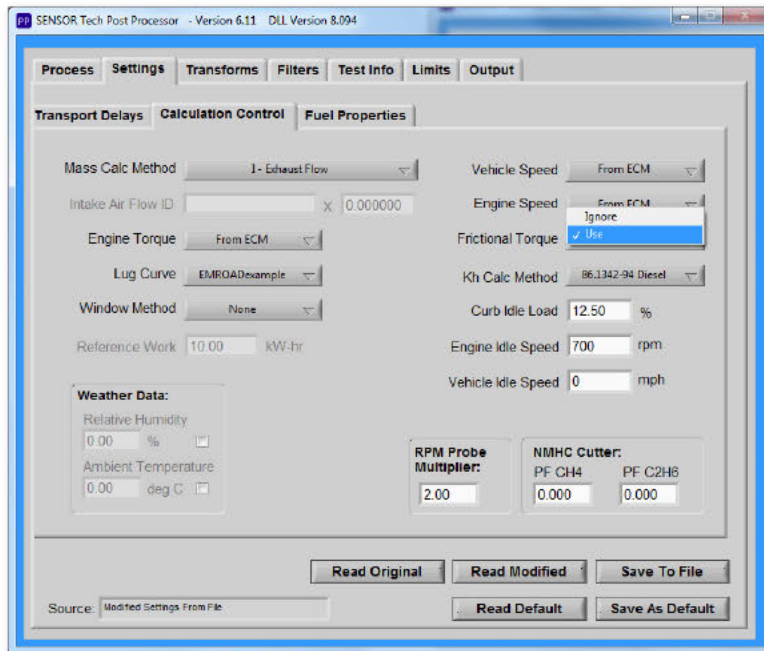 PP SENSOR Tech Post Processor - Version 6.11 DLL Version 8.094
Process Settings Transforms Filters Test Info Limits Output
Transport Delays Calculation Control Fuel Properties
Mass Calc Method 1 - Exhaust Flow Vehicle Speed From ECM
Intake Air Flow ID X 0.000000 Engine Speed From ECM
Ignore
Engine Torque From ECM Frictional Torque ✓ Use
Lug Curve EMROADexample Kh Calc Method 86.1342-94 Diesel
Window Method None Curb Idle Load 12.50 %
Reference Work 10.00 kW-hr Engine Idle Speed 700 rpm
Vehicle Idle Speed 0 mph
Weather Data:
Relative Humidity
0.00 %
Ambient Temperature
0.00 deg C
RPM Probe
Multiplier:
2.00
NMHC Cutter:
PF CH4 PF C2H6
0.000 0.000
Read Original Read Modified Save To File
Source: Modified Settings From File Read Default Save As Default